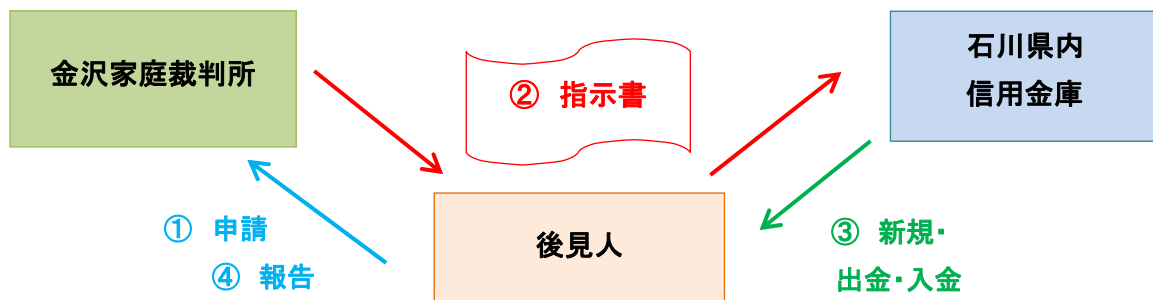 金沢家庭裁判所
② 指示書
石川県内
信用金庫
① 申請
④ 報告
後見人
③ 新規・
出金・入金